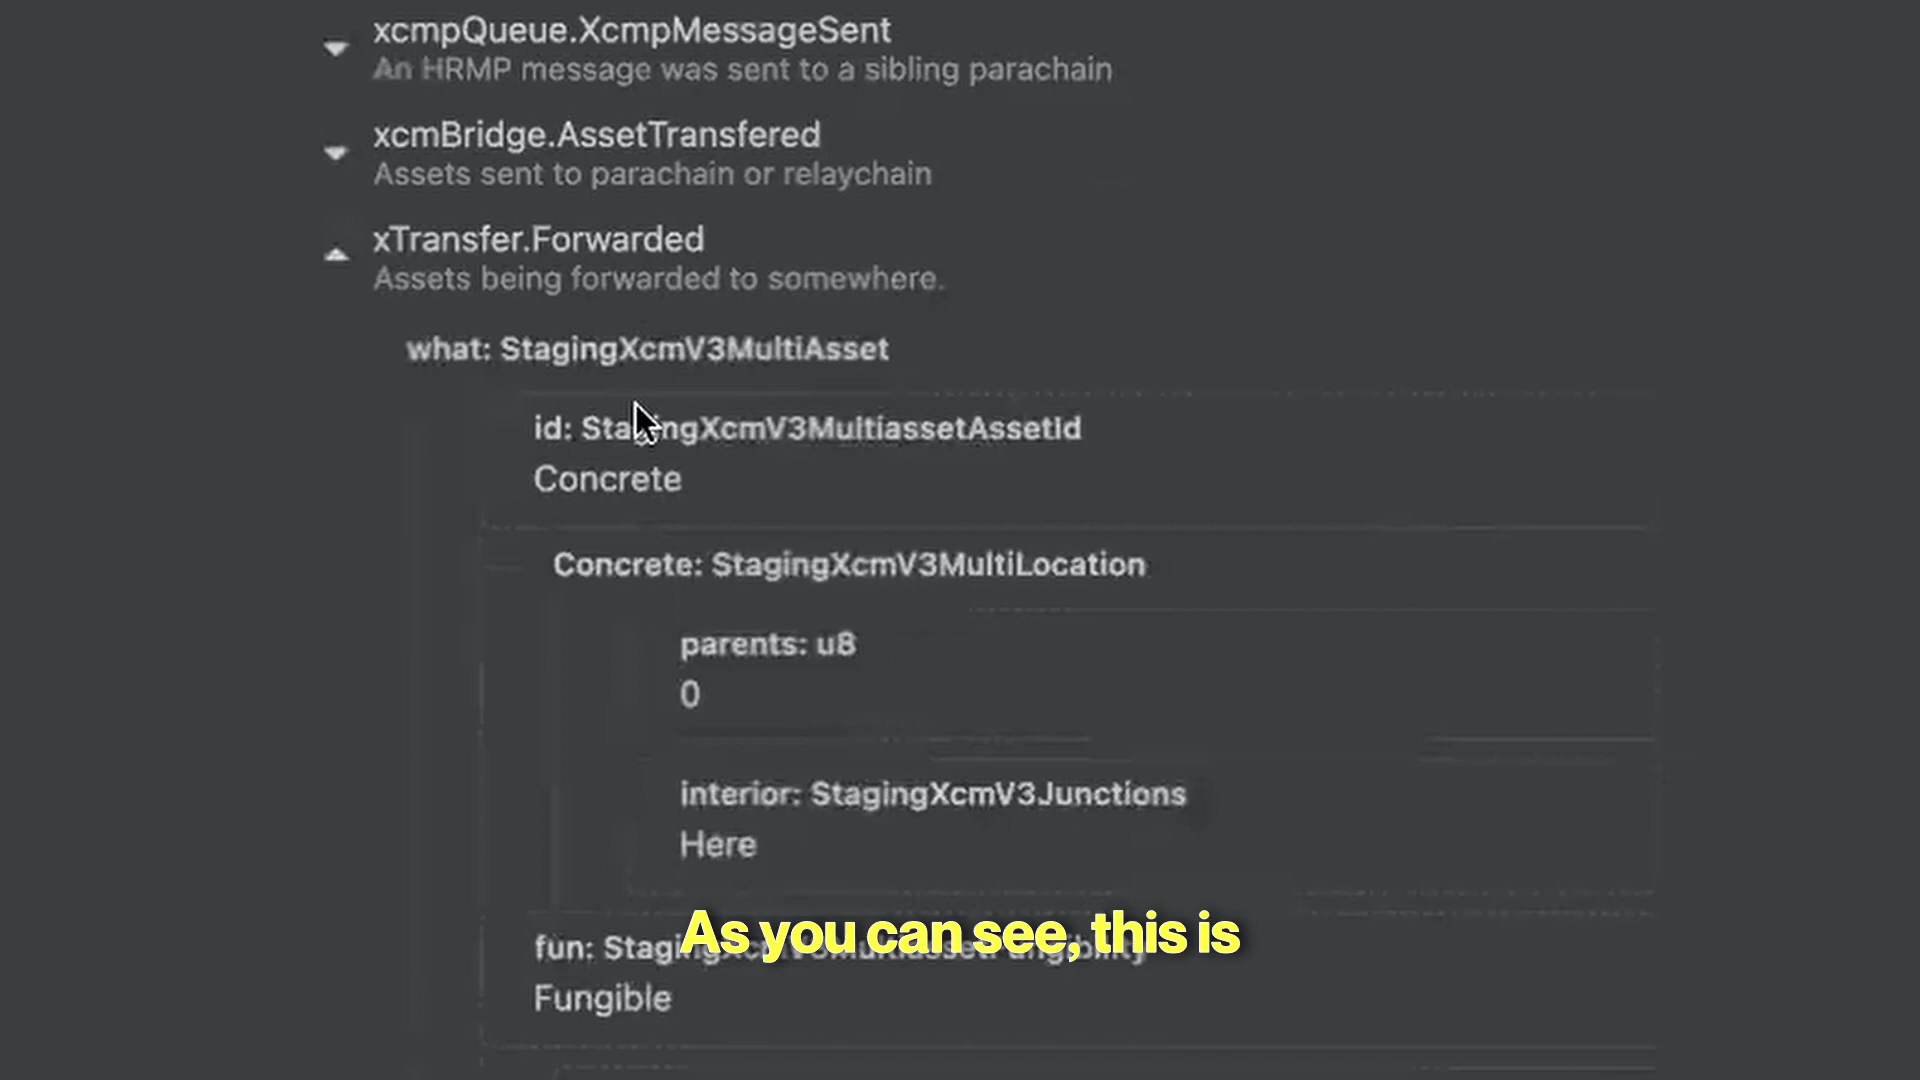 xcmpQueue.XcmpMessageSent
An HRMP message was sent to a sibling parachain
xcmBridge.AssetTransfered
Assets sent to parachain or relaychain
xTransfer.Forwarded
Assets being forwarded to somewhere.
what: StagingXcmV3MultiAsset
id: StagingXcmV3MultiassetAssetId
Concrete
Concrete: StagingXcmV3MultiLocation
parents: u8
0
interior: StagingXcmV3Junctions
Here
As you can see, this is
fun: StagingXcmV3MultiassetFungibility
Fungible